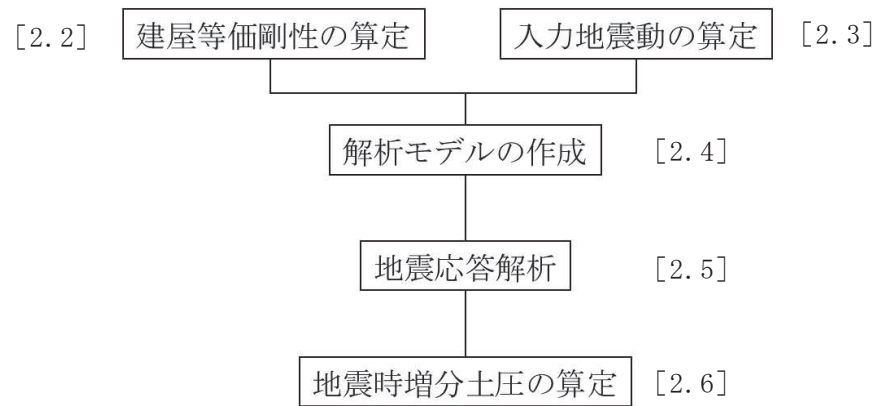 [2.2] 建屋等価剛性の算定 入力地震動の算定 [2.3]
解析モデルの作成 [2.4]
地震応答解析 [2.5]
地震時増分土圧の算定 [2.6]